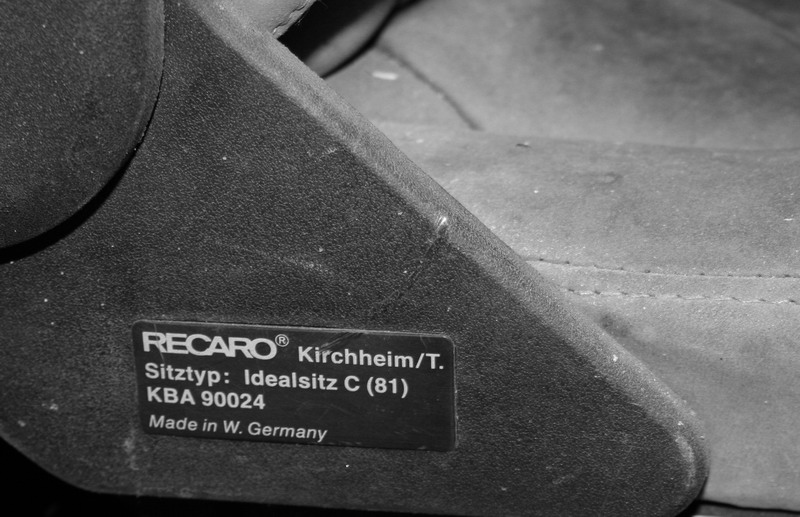 RECARO® Kirchheim/T.
Sitztyp: Idealsitz C (81)
KBA 90024
Made in W. Germany